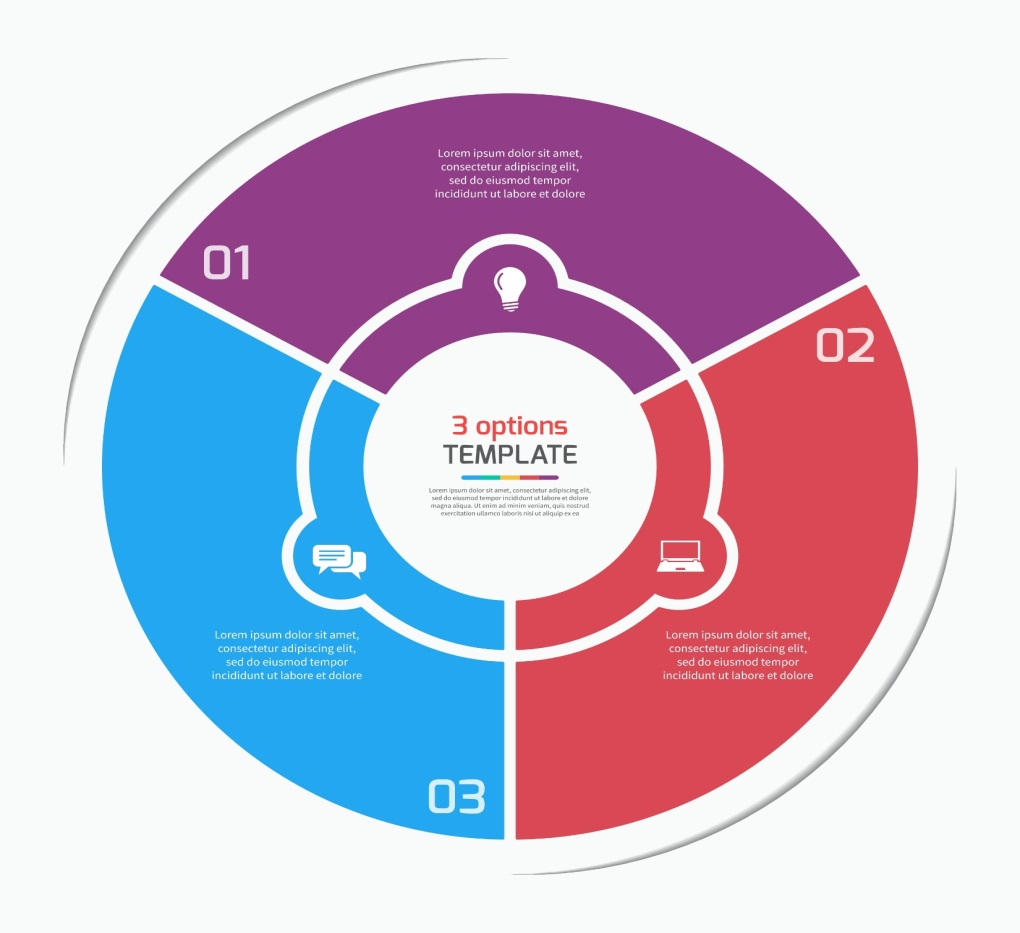 Lorem ipsum dolor sit amet,
consectetur adipiscing elit,
sed do eiusmod tempor
incididunt ut labore et dolore
01
02
3 options
TEMPLATE
Lorem ipsum dolor sit amet, consectetur adipiscing elit,
sed do eiusmod tempor incididunt ut labore et dolore
magna aliqua. Ut enim ad minim veniam, quis nostrud
exercitation ullamco laboris nisi ut aliquip ex ea
Lorem ipsum dolor sit amet,
consectetur adipiscing elit,
sed do eiusmod tempor
incididunt ut labore et dolore
Lorem ipsum dolor sit amet,
consectetur adipiscing elit,
sed do eiusmod tempor
incididunt ut labore et dolore
03